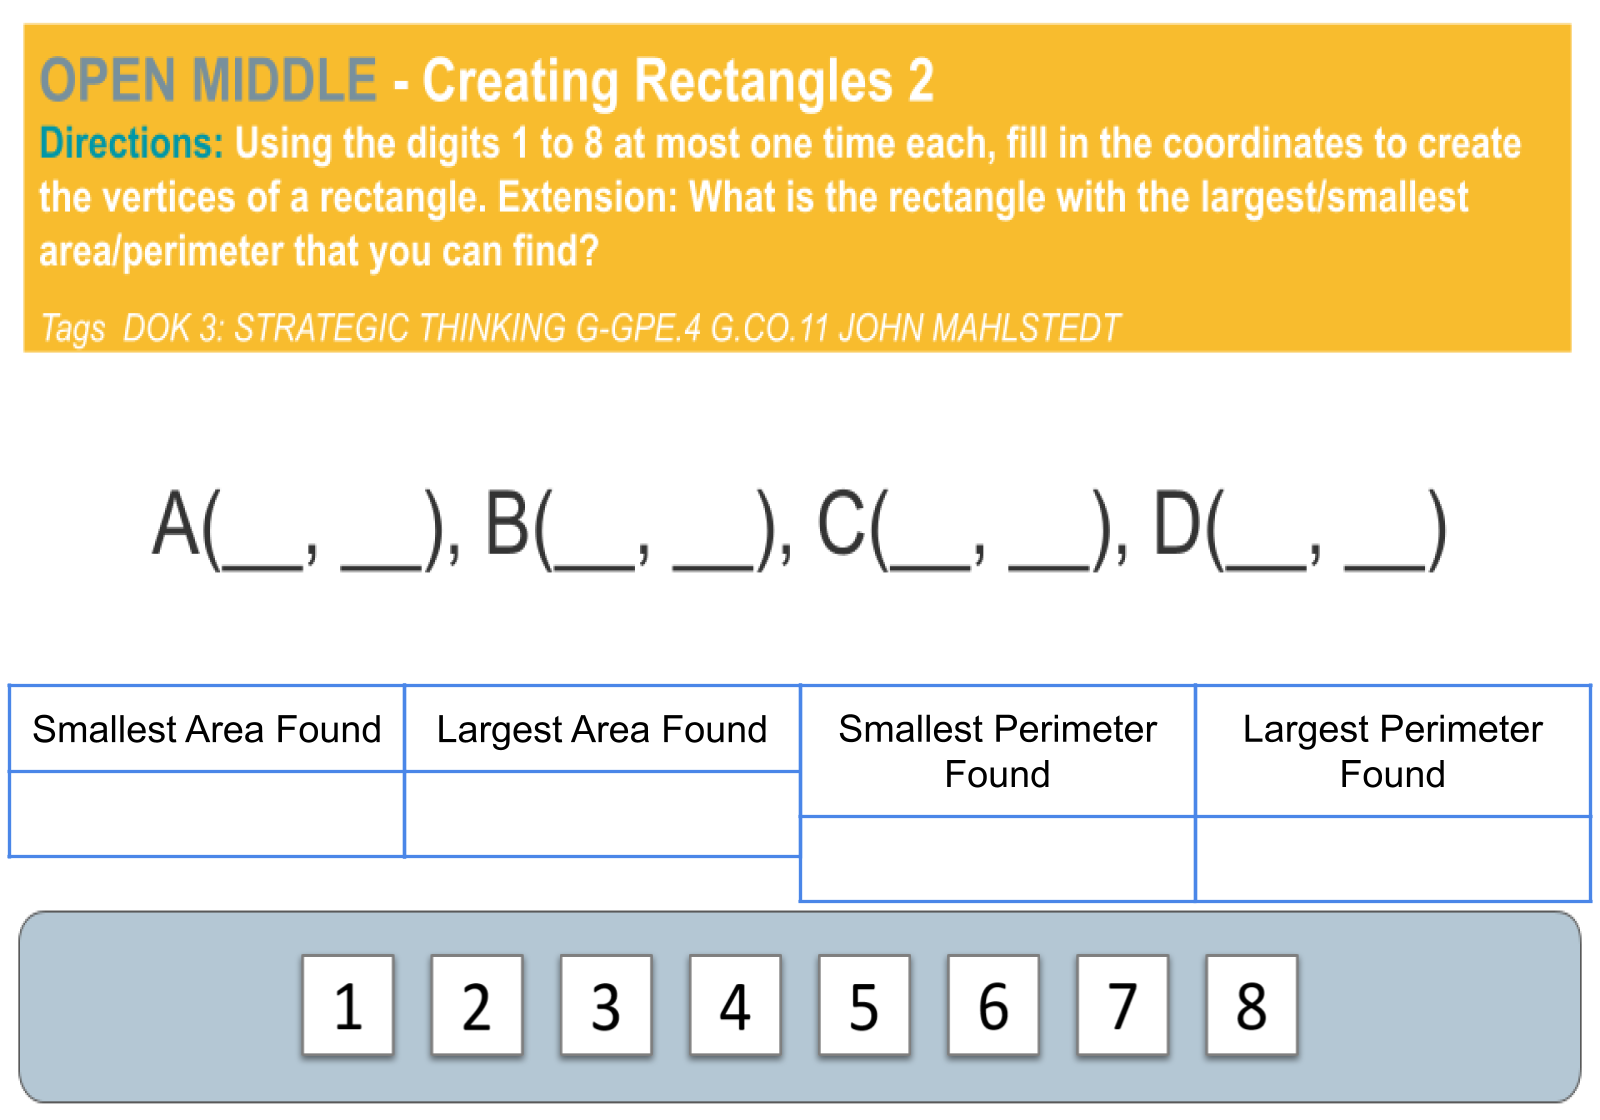 OPEN MIDDLE - Creating Rectangles 2
Directions: Using the digits 1 to 8 at most one time each, fill in the coordinates to create
the vertices of a rectangle. Extension: What is the rectangle with the largest/smallest
area/perimeter that you can find?
Tags DOK 3: STRATEGIC THINKING G-GPE.4 G.CO.11 JOHN MAHLSTEDT
A(__, __), B(__, __), C(__, __), D(__, __)
Smallest Area Found
Largest Area Found
Smallest Perimeter
Found
Largest Perimeter
Found
1 2 3 4 5 6 7 8